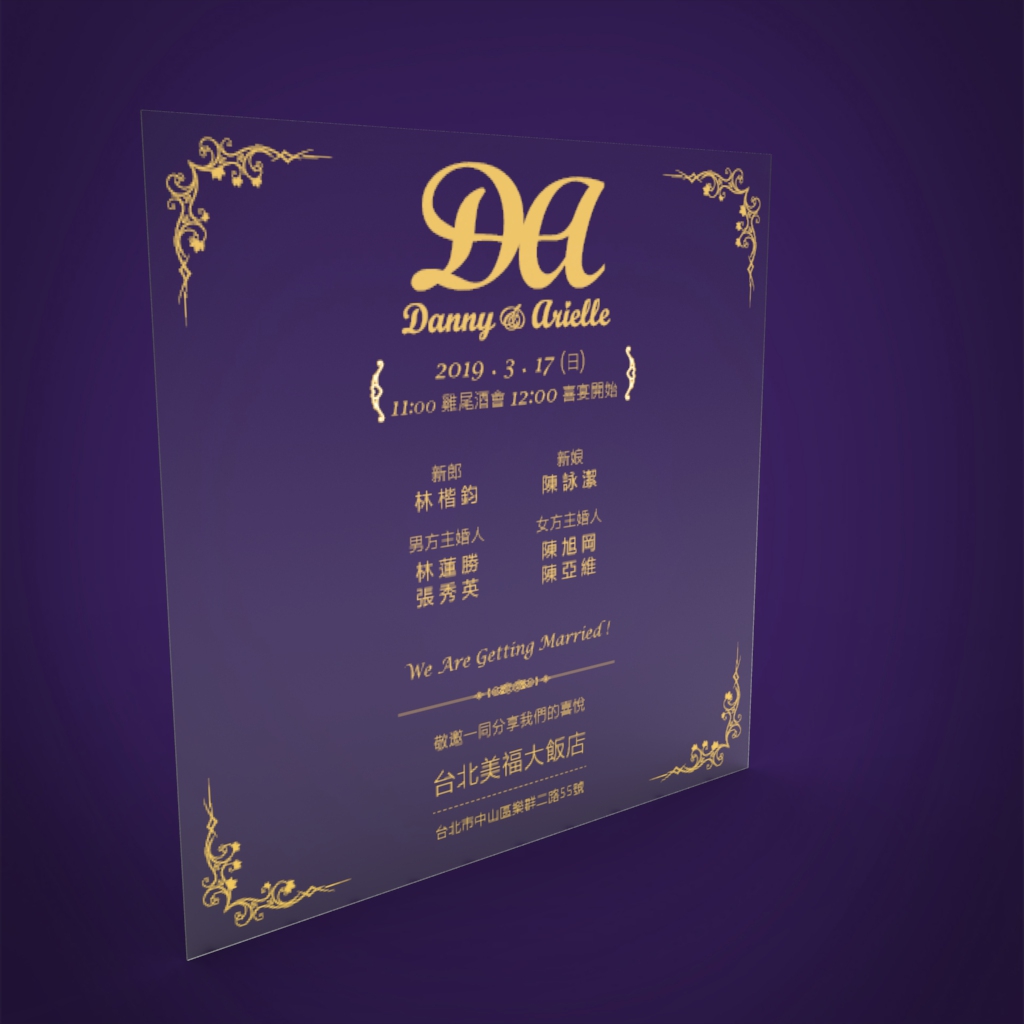 DA
Danny & Arielle
2019 . 3 . 17 (日)
11:00 雞尾酒會 12:00 喜宴開始
新郎
林楷鈞
新娘
陳詠潔
男方主婚人
林蓮勝
張秀英
女方主婚人
陳旭岡
陳亞維
We Are Getting Married !
敬邀一同分享我們的喜悅
台北美福大飯店
台北市中山區樂群二路55號